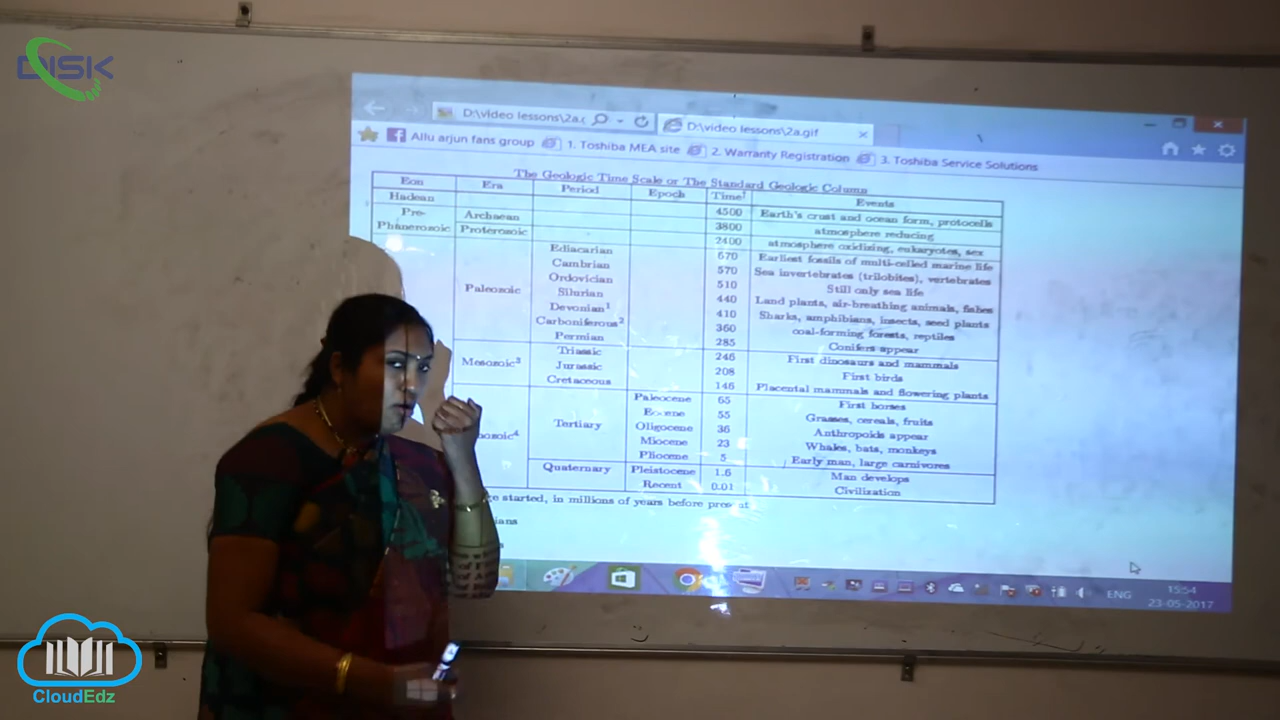 DISK
D:\video lessons\2a.
D:\video lessons\2a.gif
Allu arjun fans group 1. Toshiba MEA site 2. Warranty Registration 3. Toshiba Service Solutions
The Geologic Time Scale or The Standard Geologic Column
Eon Era Period Epoch Time¹ Events
Hadean 4500 Earth's crust and ocean form, protocells
Pre-Phanerozoic Archaean 3800 atmosphere reducing
Proterozoic 2400 atmosphere oxidizing, eukaryotes, sex
Paleozoic Ediacarian 670 Earliest fossils of multi-celled marine life
Cambrian 570 Sea invertebrates (trilobites), vertebrates
Ordovician 510 Still only sea life
Silurian 440 Land plants, air-breathing animals, fishes
Devonian¹ 410 Sharks, amphibians, insects, seed plants
Carboniferous² 360 coal-forming forests, reptiles
Permian 285 Conifers appear
Mesozoic³ Triassic 246 First dinosaurs and mammals
Jurassic 208 First birds
Cretaceous 146 Placental mammals and flowering plants
nozoic⁴ Tertiary Paleocene 65 First horses
Eocene 55 Grasses, cereals, fruits
Oligocene 36 Anthropoids appear
Miocene 23 Whales, bats, monkeys
Pliocene 5 Early man, large carnivores
Quaternary Pleistocene 1.6 Man develops
Recent 0.01 Civilization
ge started, in millions of years before present
ians
ENG 15:54
23-05-2017
CloudEdz